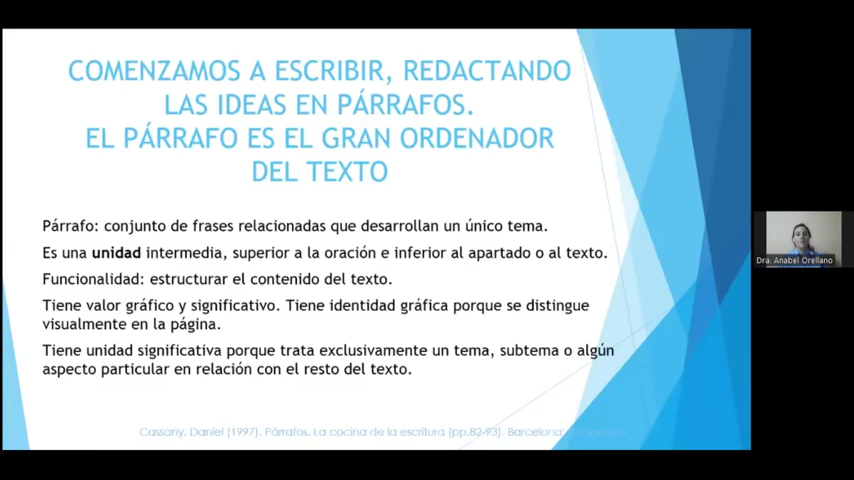 COMENZAMOS A ESCRIBIR, REDACTANDO
LAS IDEAS EN PÁRRAFOS.
EL PÁRRAFO ES EL GRAN ORDENADOR
DEL TEXTO
Párrafo: conjunto de frases relacionadas que desarrollan un único tema.
Es una unidad intermedia, superior a la oración e inferior al apartado o al texto.
Funcionalidad: estructurar el contenido del texto.
Tiene valor gráfico y significativo. Tiene identidad gráfica porque se distingue
visualmente en la página.
Tiene unidad significativa porque trata exclusivamente un tema, subtema o algún
aspecto particular en relación con el resto del texto.
Cassany, Daniel (1997). Párrafos. La cocina de la escritura (pp.82-93). Barcelona:
Dra. Anabel Orellano